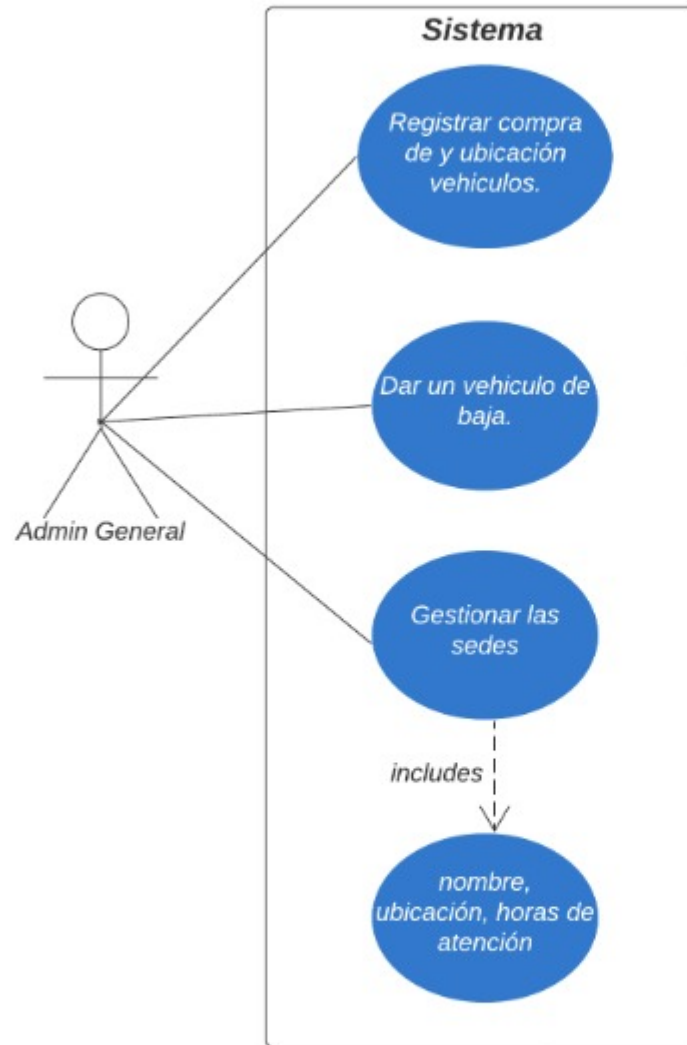 Sistema
Registrar compra
de y ubicación
vehiculos.
Dar un vehiculo de
baja.
Admin General
Gestionar las
sedes
includes
nombre,
ubicación, horas de
atención